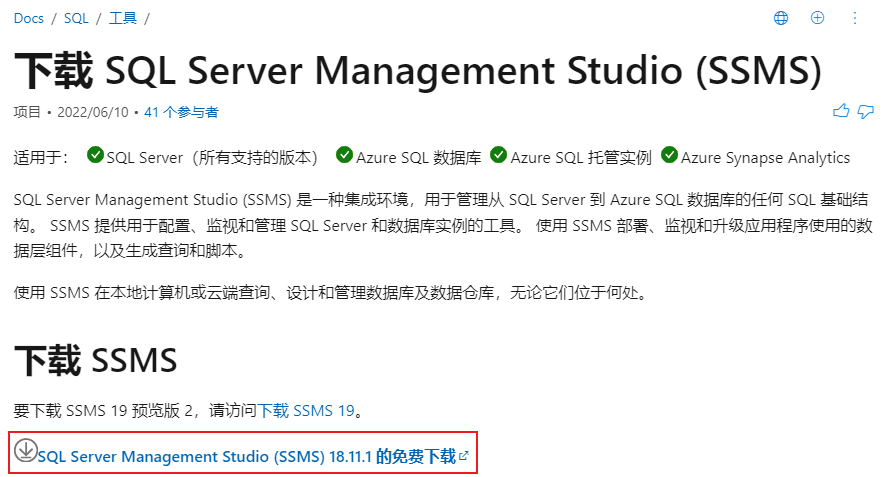 Docs / SQL / 工具 /
下载 SQL Server Management Studio (SSMS)
项目 • 2022/06/10 • 41 个参与者
适用于： SQL Server（所有支持的版本） Azure SQL 数据库 Azure SQL 托管实例 Azure Synapse Analytics
SQL Server Management Studio (SSMS) 是一种集成环境，用于管理从 SQL Server 到 Azure SQL 数据库的任何 SQL 基础结
构。 SSMS 提供用于配置、监视和管理 SQL Server 和数据库实例的工具。 使用 SSMS 部署、监视和升级应用程序使用的数
据层组件，以及生成查询和脚本。
使用 SSMS 在本地计算机或云端查询、设计和管理数据库及数据仓库，无论它们位于何处。
下载 SSMS
要下载 SSMS 19 预览版 2，请访问下载 SSMS 19。
SQL Server Management Studio (SSMS) 18.11.1 的免费下载